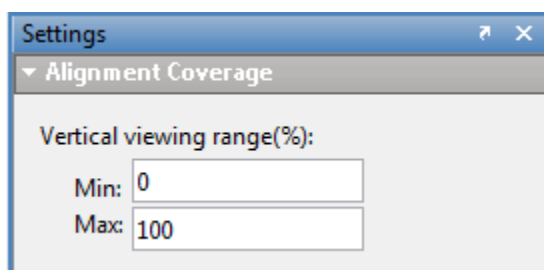 Settings
Alignment Coverage
Vertical viewing range(%):
Min: 0
Max: 100